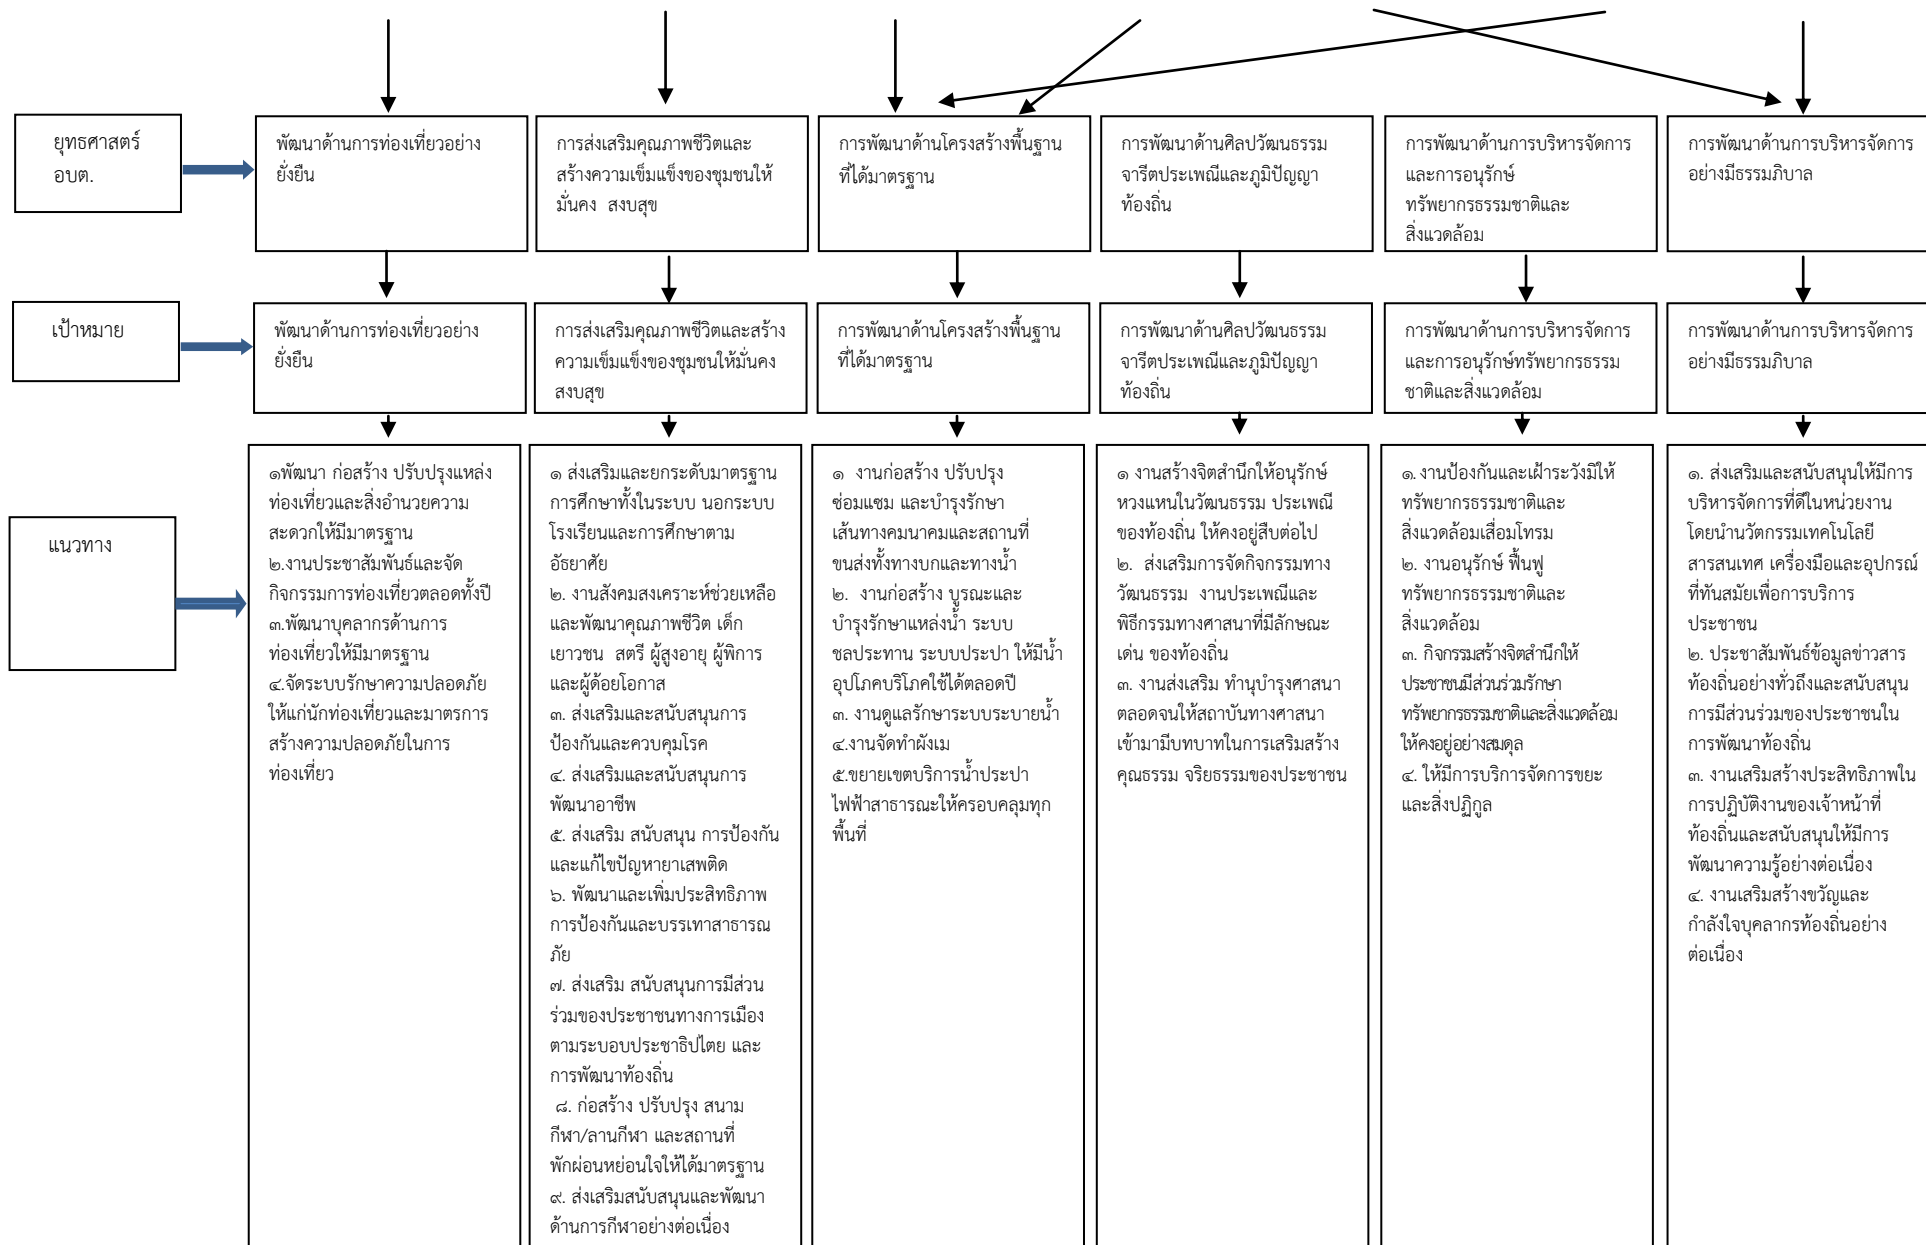 ยุทธศาสตร์
อบต.
พัฒนาด้านการท่องเที่ยวอย่าง
ยั่งยืน
การส่งเสริมคุณภาพชีวิตและ
สร้างความเข็มแข็งของชุมชนให้
มั่นคง สงบสุข
การพัฒนาด้านโครงสร้างพื้นฐาน
ที่ได้มาตรฐาน
การพัฒนาด้านศิลปวัฒนธรรม
จารีตประเพณีและภูมิปัญญา
ท้องถิ่น
การพัฒนาด้านการบริหารจัดการ
และการอนุรักษ์
ทรัพยากรธรรมชาติและ
สิ่งแวดล้อม
การพัฒนาด้านการบริหารจัดการ
อย่างมีธรรมภิบาล
เป้าหมาย
พัฒนาด้านการท่องเที่ยวอย่าง
ยั่งยืน
การส่งเสริมคุณภาพชีวิตและสร้าง
ความเข็มแข็งของชุมชนให้มั่นคง
สงบสุข
การพัฒนาด้านโครงสร้างพื้นฐาน
ที่ได้มาตรฐาน
การพัฒนาด้านศิลปวัฒนธรรม
จารีตประเพณีและภูมิปัญญา
ท้องถิ่น
การพัฒนาด้านการบริหารจัดการ
และการอนุรักษ์ทรัพยากรธรรม
ชาติและสิ่งแวดล้อม
การพัฒนาด้านการบริหารจัดการ
อย่างมีธรรมภิบาล
แนวทาง
๑พัฒนา ก่อสร้าง ปรับปรุงแหล่ง
ท่องเที่ยวและสิ่งอำนวยความ
สะดวกให้มีมาตรฐาน
๒.งานประชาสัมพันธ์และจัด
กิจกรรมการท่องเที่ยวตลอดทั้งปี
๓.พัฒนาบุคลากรด้านการ
ท่องเที่ยวให้มีมาตรฐาน
๔.จัดระบบรักษาความปลอดภัย
ให้แก่นักท่องเที่ยวและมาตรการ
สร้างความปลอดภัยในการ
ท่องเที่ยว
๑ ส่งเสริมและยกระดับมาตรฐาน
การศึกษาทั้งในระบบ นอกระบบ
โรงเรียนและการศึกษาตาม
อัธยาศัย
๒. งานสังคมสงเคราะห์ช่วยเหลือ
และพัฒนาคุณภาพชีวิต เด็ก
เยาวชน สตรี ผู้สูงอายุ ผู้พิการ
และผู้ด้อยโอกาส
๓. ส่งเสริมและสนับสนุนการ
ป้องกันและควบคุมโรค
๔. ส่งเสริมและสนับสนุนการ
พัฒนาอาชีพ
๕. ส่งเสริม สนับสนุน การป้องกัน
และแก้ไขปัญหายาเสพติด
๖. พัฒนาและเพิ่มประสิทธิภาพ
การป้องกันและบรรเทาสาธารณ
ภัย
๗. ส่งเสริม สนับสนุนการมีส่วน
ร่วมของประชาชนทางการเมือง
ตามระบอบประชาธิปไตย และ
การพัฒนาท้องถิ่น
๘. ก่อสร้าง ปรับปรุง สนาม
กีฬา/ลานกีฬา และสถานที่
พักผ่อนหย่อนใจให้ได้มาตรฐาน
๙. ส่งเสริมสนับสนุนและพัฒนา
ด้านการกีฬาอย่างต่อเนื่อง
๑ งานก่อสร้าง ปรับปรุง
ซ่อมแซม และบำรุงรักษา
เส้นทางคมนาคมและสถานที่
ขนส่งทั้งทางบกและทางน้ำ
๒. งานก่อสร้าง บูรณะและ
บำรุงรักษาแหล่งน้ำ ระบบ
ชลประทาน ระบบประปา ให้มีน้ำ
อุปโภคบริโภคใช้ได้ตลอดปี
๓. งานดูแลรักษาระบบระบายน้ำ
๔.งานจัดทำผังเม
๕.ขยายเขตบริการน้ำประปา
ไฟฟ้าสาธารณะให้ครอบคลุมทุก
พื้นที่
๑ งานสร้างจิตสำนึกให้อนุรักษ์
หวงแหนในวัฒนธรรม ประเพณี
ของท้องถิ่น ให้คงอยู่สืบต่อไป
๒. ส่งเสริมการจัดกิจกรรมทาง
วัฒนธรรม งานประเพณีและ
พิธีกรรมทางศาสนาที่มีลักษณะ
เด่น ของท้องถิ่น
๓. งานส่งเสริม ทำนุบำรุงศาสนา
ตลอดจนให้สถาบันทางศาสนา
เข้ามามีบทบาทในการเสริมสร้าง
คุณธรรม จริยธรรมของประชาชน
๑. งานป้องกันและเฝ้าระวังมิให้
ทรัพยากรธรรมชาติและ
สิ่งแวดล้อมเสื่อมโทรม
๒. งานอนุรักษ์ ฟื้นฟู
ทรัพยากรธรรมชาติและ
สิ่งแวดล้อม
๓. กิจกรรมสร้างจิตสำนึกให้
ประชาชนมีส่วนร่วมรักษา
ทรัพยากรธรรมชาติและสิ่งแวดล้อม
ให้คงอยู่อย่างสมดุล
๔. ให้มีการบริการจัดการขยะ
และสิ่งปฏิกูล
๑. ส่งเสริมและสนับสนุนให้มีการ
บริหารจัดการที่ดีในหน่วยงาน
โดยนำนวัตกรรมเทคโนโลยี
สารสนเทศ เครื่องมือและอุปกรณ์
ที่ทันสมัยเพื่อการบริการ
ประชาชน
๒. ประชาสัมพันธ์ข้อมูลข่าวสาร
ท้องถิ่นอย่างทั่วถึงและสนับสนุน
การมีส่วนร่วมของประชาชนใน
การพัฒนาท้องถิ่น
๓. งานเสริมสร้างประสิทธิภาพใน
การปฏิบัติงานของเจ้าหน้าที่
ท้องถิ่นและสนับสนุนให้มีการ
พัฒนาความรู้อย่างต่อเนื่อง
๔. งานเสริมสร้างขวัญและ
กำลังใจบุคลากรท้องถิ่นอย่าง
ต่อเนื่อง